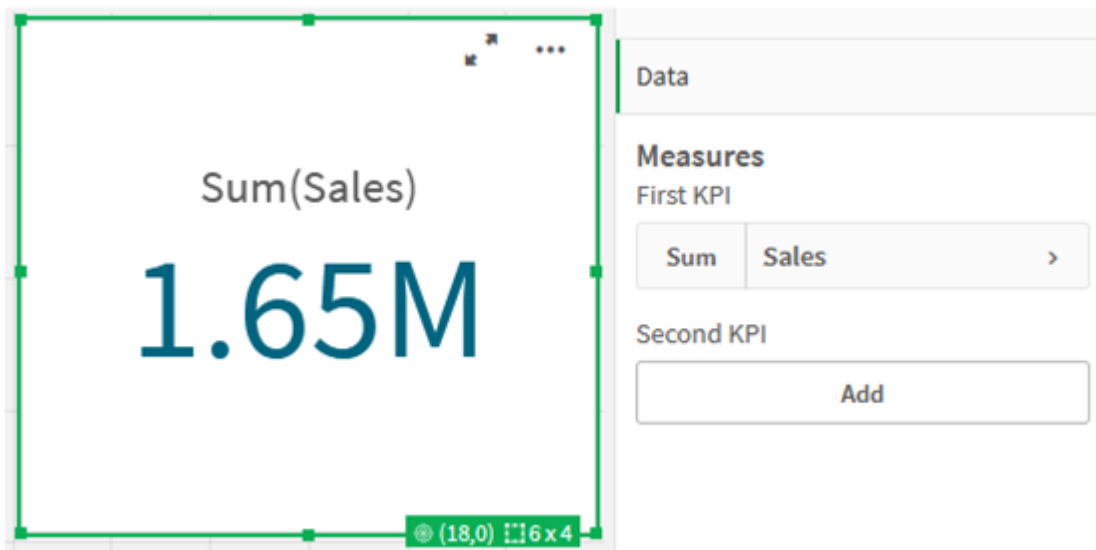 Sum(Sales)
1.65M
(18,0) 6 x 4
Data
Measures
First KPI
Sum Sales
Second KPI
Add